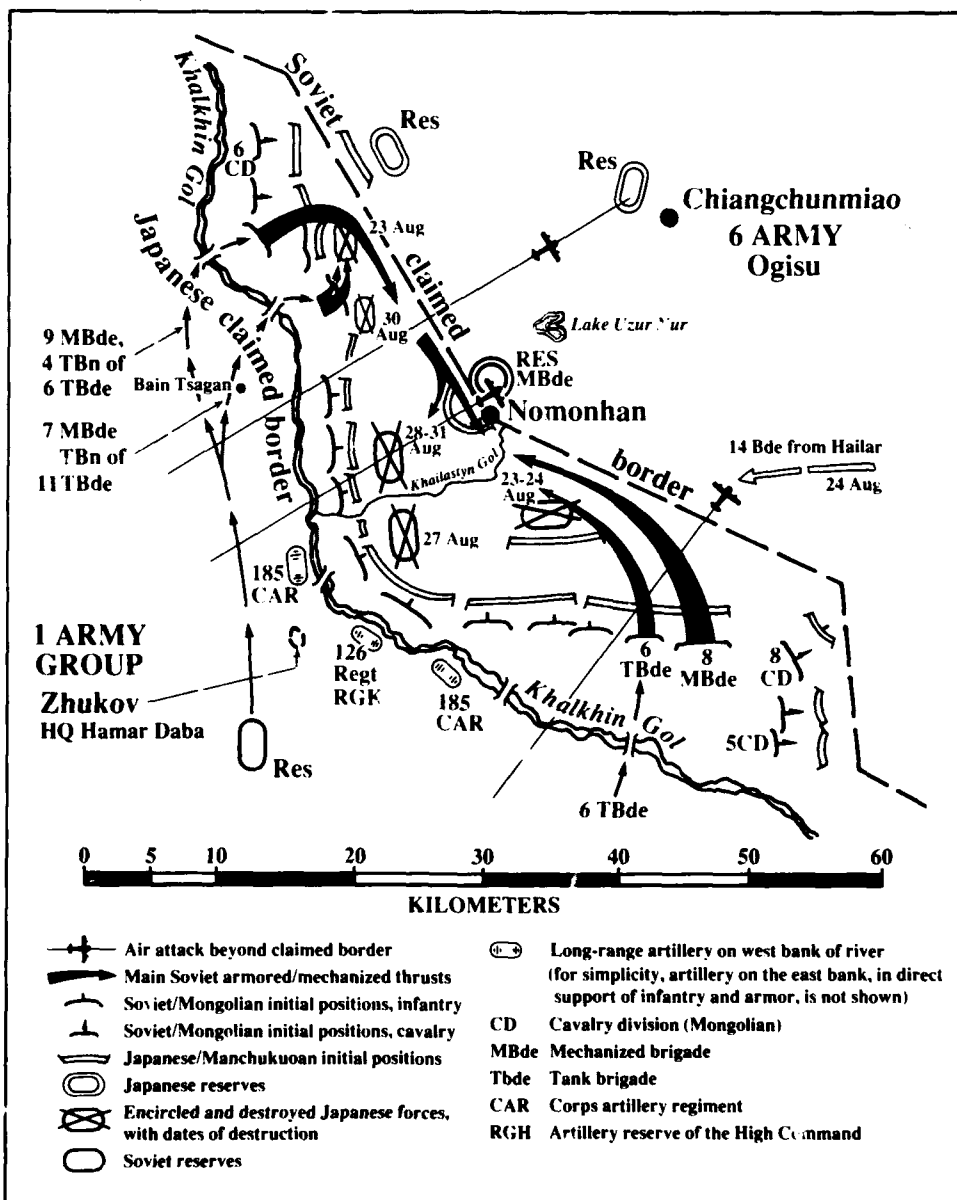 Khalkhin Gol
Soviet
claimed
border
Res
Res
6
CD
Chiangchunmiao
6 ARMY
Ogisu
23 Aug
Japanese claimed border
30
Aug
Lake Uzur Nur
9 MBde,
4 TBn of
6 TBde
Bain Tsagan
RES
MBde
Nomonhan
7 MBde
TBn of
11 TBde
28-31
Aug
Khailastyn Gol
23-24
Aug
14 Bde from Hailar
24 Aug
27 Aug
185
CAR
1 ARMY
GROUP
Zhukov
HQ Hamar Daba
126
Regt
RGK
185
CAR
6
TBde
8
MBde
8
CD
Khalkhin Gol
5CD
Res
6 TBde
0 5 10 20 30 40 50 60
KILOMETERS
Air attack beyond claimed border
Main Soviet armored/mechanized thrusts
Soviet/Mongolian initial positions, infantry
Soviet/Mongolian initial positions, cavalry
Japanese/Manchukuoan initial positions
Japanese reserves
Encircled and destroyed Japanese forces,
with dates of destruction
Soviet reserves
Long-range artillery on west bank of river
(for simplicity, artillery on the east bank, in direct
support of infantry and armor, is not shown)
CD Cavalry division (Mongolian)
MBde Mechanized brigade
Tbde Tank brigade
CAR Corps artillery regiment
RGH Artillery reserve of the High Command